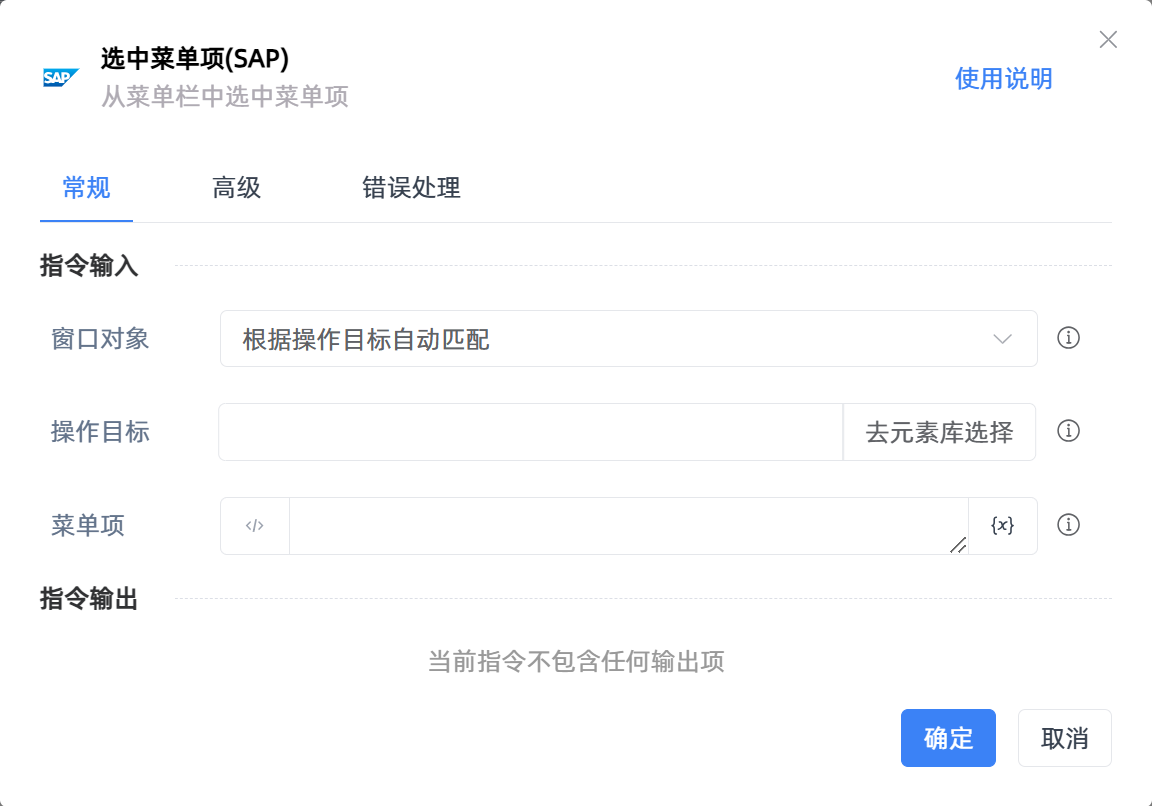 SAP
选中菜单项(SAP)
从菜单栏中选中菜单项
使用说明
常规
高级
错误处理
指令输入
窗口对象
根据操作目标自动匹配
操作目标
去元素库选择
菜单项
</>
{x}
指令输出
当前指令不包含任何输出项
确定
取消